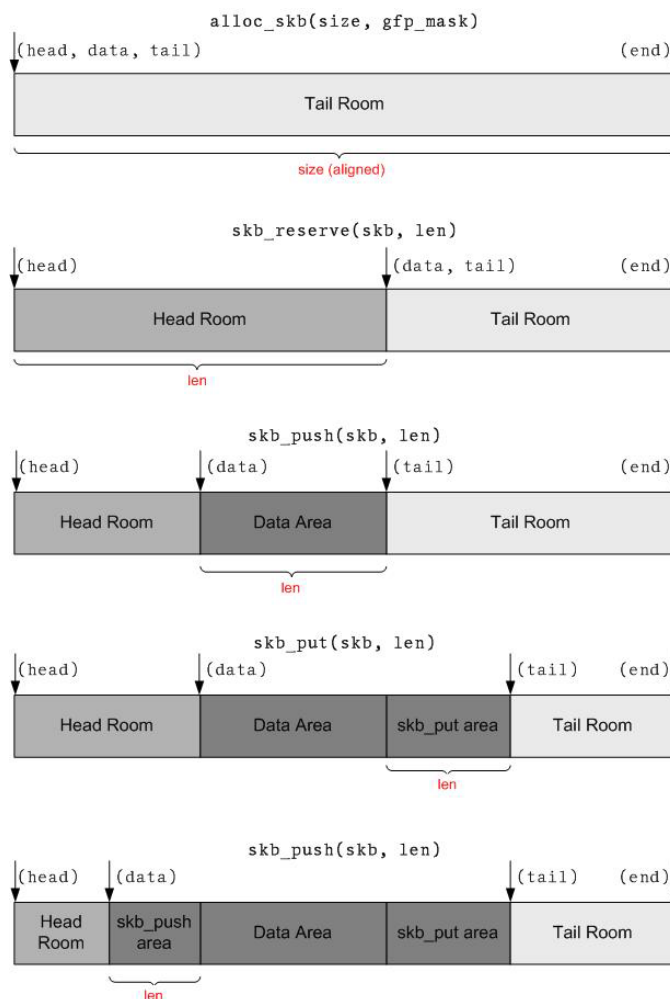 alloc_skb(size, gfp_mask)
(head, data, tail) (end)
Tail Room
size (aligned)
skb_reserve(skb, len)
(head) (data, tail) (end)
Head Room Tail Room
len
skb_push(skb, len)
(head) (data) (tail) (end)
Head Room Data Area Tail Room
len
skb_put(skb, len)
(head) (data) (tail) (end)
Head Room Data Area skb_put area Tail Room
len
skb_push(skb, len)
(head) (data) (tail) (end)
Head Room skb_push area Data Area skb_put area Tail Room
len